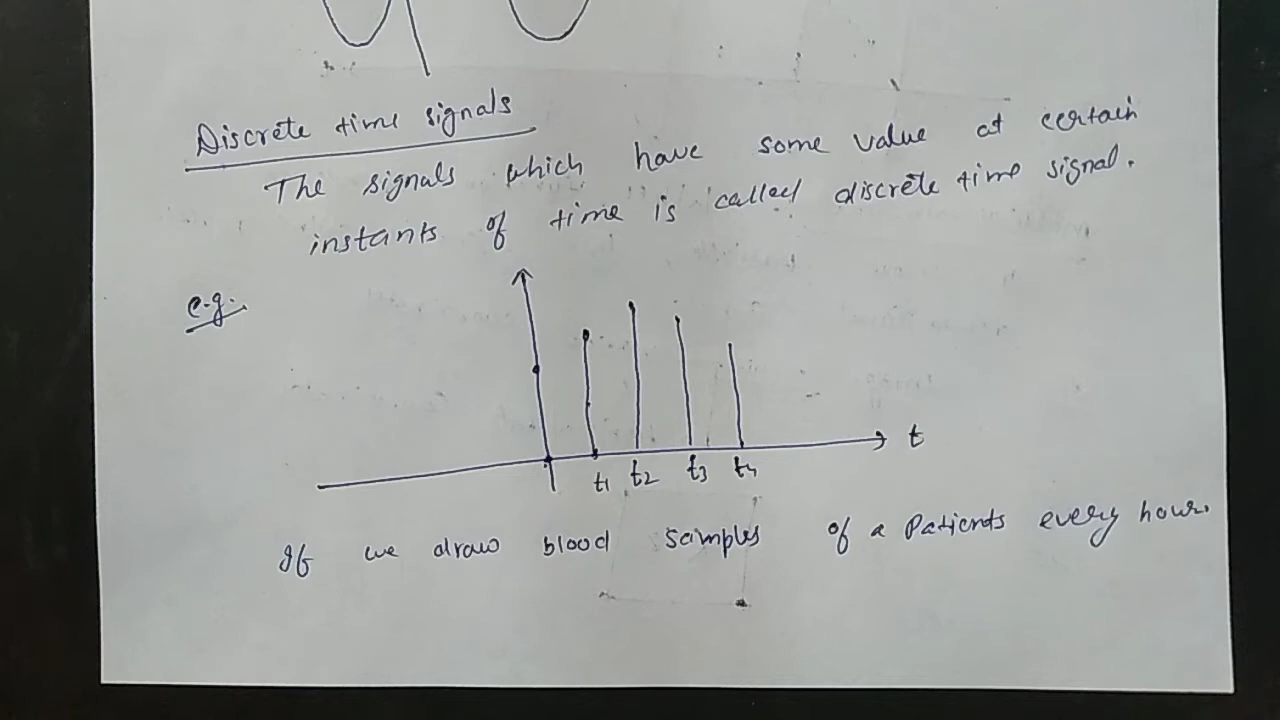 Discrete time signals
The signals which have some value at certain
instants of time is called discrete time signal.
e.g.
t
t1 t2 t3 t4
If we draw blood samples of a Patients every hour.